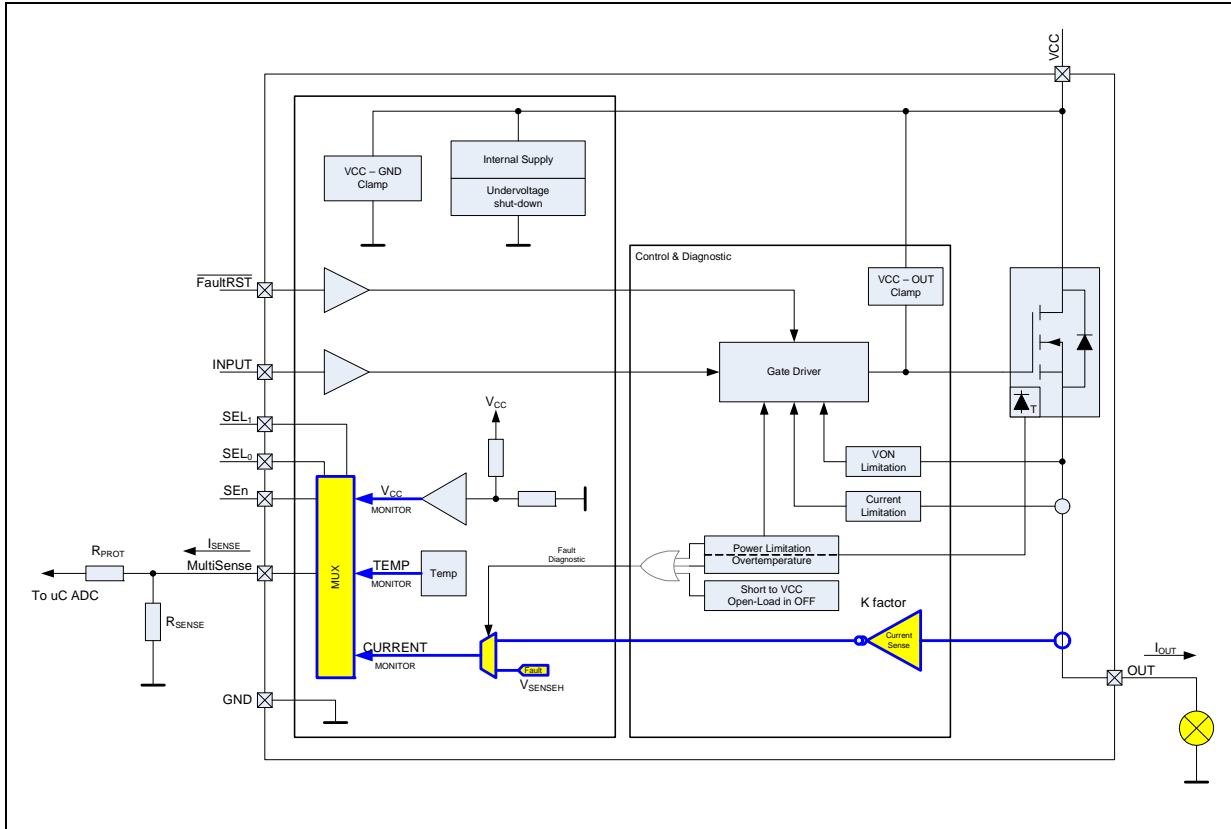 VCC
VCC – GND
Clamp
Internal Supply
Undervoltage
shut-down
Control & Diagnostic
FaultRST
VCC – OUT
Clamp
INPUT
Gate Driver
T
SEL1
VCC
SEL0
VON
Limitation
SEn
VCC
MONITOR
Current
Limitation
ISENSE
RPROT
MultiSense
Fault
Diagnostic
Power Limitation
Overtemperature
MUX
TEMP
MONITOR
Temp
To uC ADC
Short to VCC
Open-Load in OFF
RSENSE
K factor
CURRENT
MONITOR
Current
Sense
Fault
VSENSEH
IOUT
OUT
GND